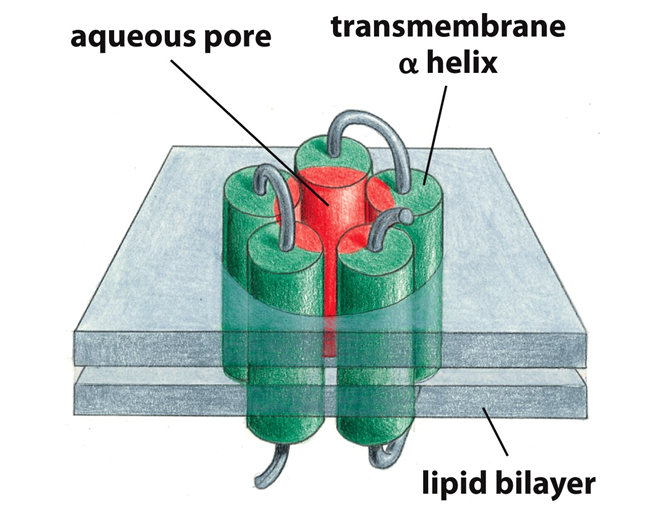 aqueous pore
transmembrane
α helix
lipid bilayer